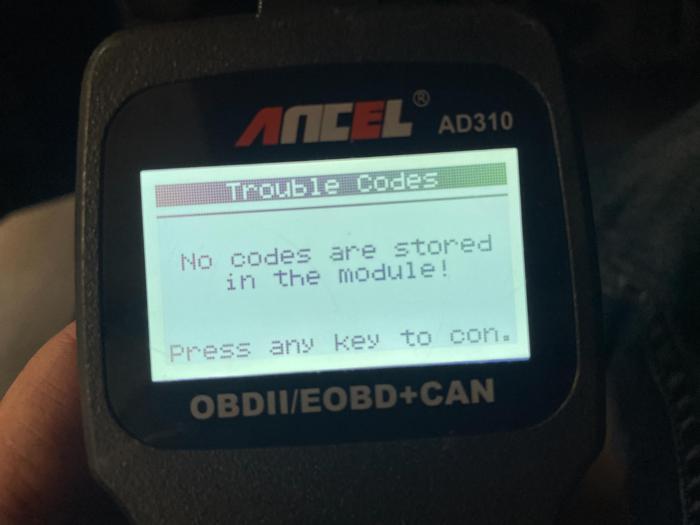 ANCEL®
AD310
Trouble Codes
No codes are stored
in the module!
Press any key to con.
OBDII/EOBD+CAN